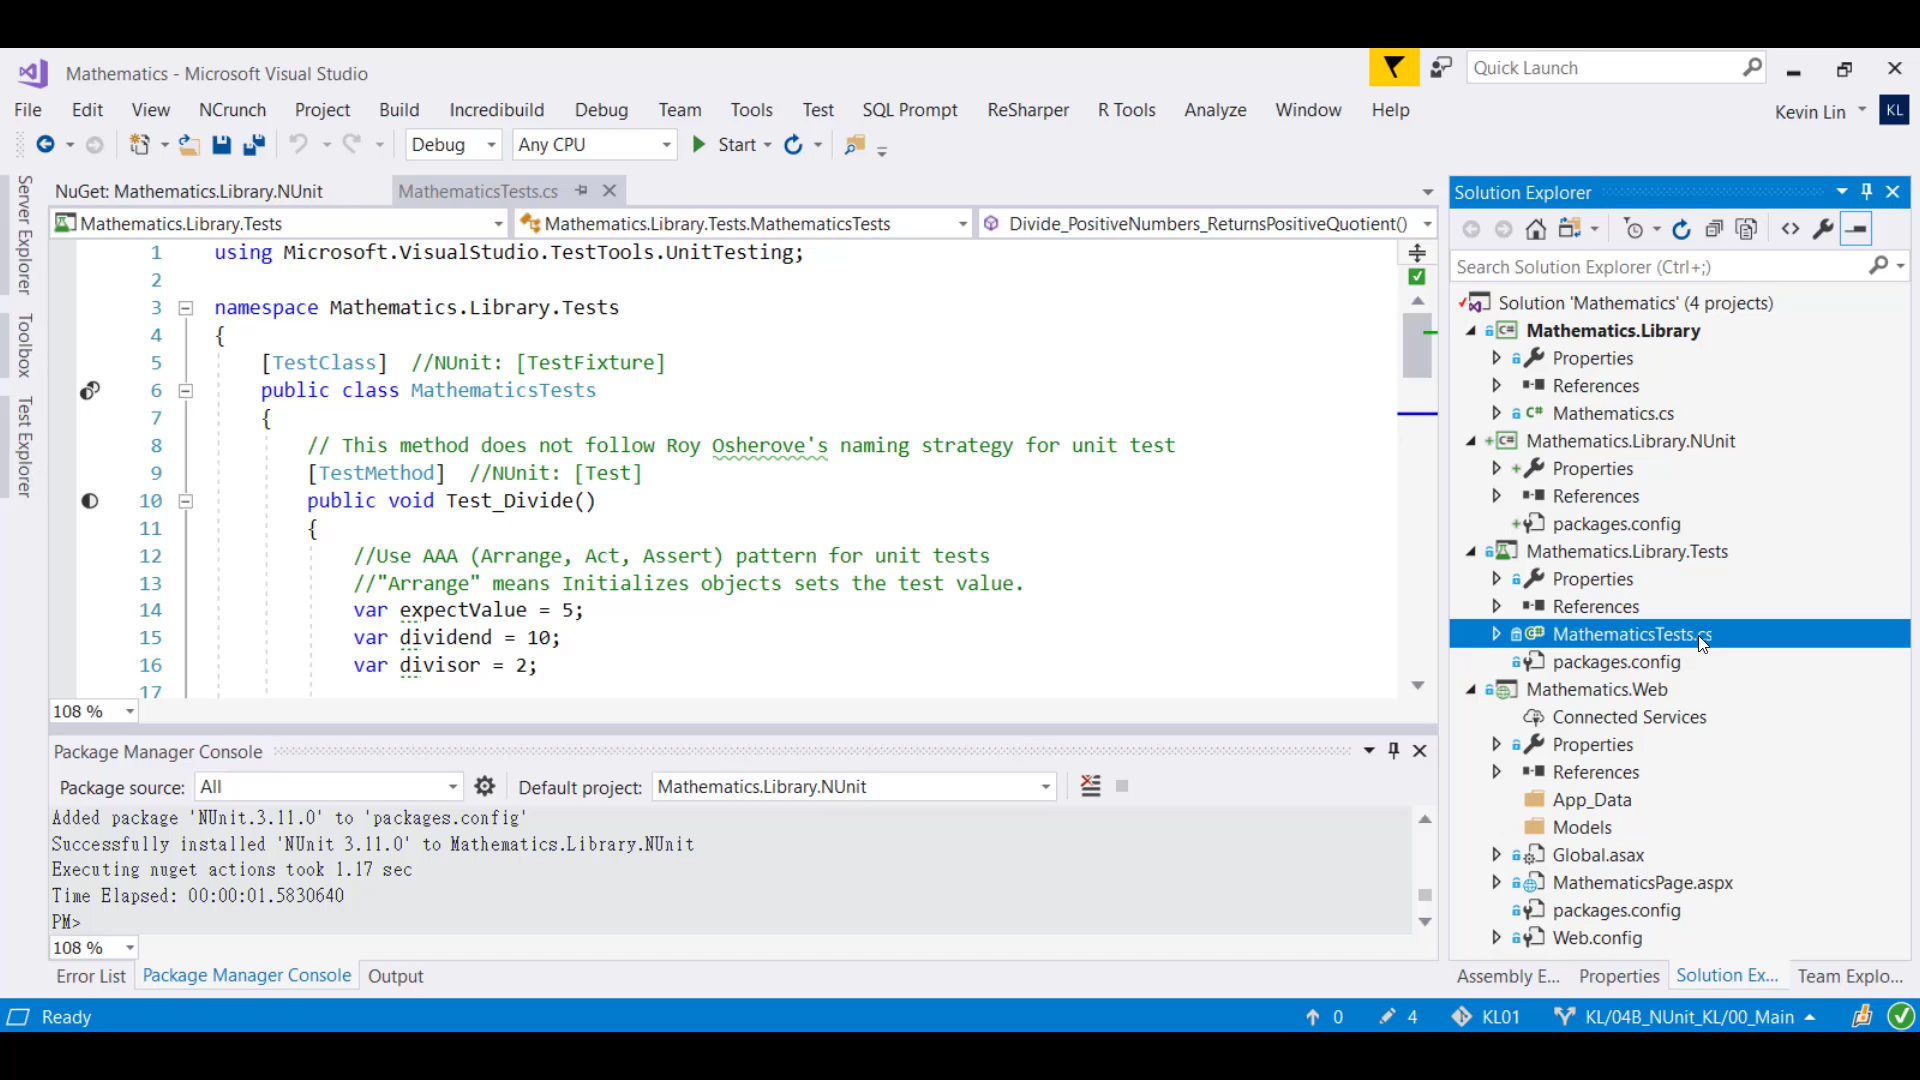 Mathematics - Microsoft Visual Studio
Quick Launch
File Edit View NCrunch Project Build Incredibuild Debug Team Tools Test SQL Prompt ReSharper R Tools Analyze Window Help
Kevin Lin KL
Debug Any CPU Start
Server Explorer
Toolbox
Test Explorer
NuGet: Mathematics.Library.NUnit MathematicsTests.cs
Mathematics.Library.Tests Mathematics.Library.Tests.MathematicsTests Divide_PositiveNumbers_ReturnsPositiveQuotient()
1 using Microsoft.VisualStudio.TestTools.UnitTesting;
2
3 namespace Mathematics.Library.Tests
4 {
5 [TestClass] //NUnit: [TestFixture]
6 public class MathematicsTests
7 {
8 // This method does not follow Roy Osherove's naming strategy for unit test
9 [TestMethod] //NUnit: [Test]
10 public void Test_Divide()
11 {
12 //Use AAA (Arrange, Act, Assert) pattern for unit tests
13 //"Arrange" means Initializes objects sets the test value.
14 var expectValue = 5;
15 var dividend = 10;
16 var divisor = 2;
17
108 %
Package Manager Console
Package source: All Default project: Mathematics.Library.NUnit
Added package 'NUnit.3.11.0' to 'packages.config'
Successfully installed 'NUnit 3.11.0' to Mathematics.Library.NUnit
Executing nuget actions took 1.17 sec
Time Elapsed: 00:00:01.5830640
PM>
108 %
Error List Package Manager Console Output
Solution Explorer
Search Solution Explorer (Ctrl+;)
Solution 'Mathematics' (4 projects)
C# Mathematics.Library
Properties
References
C# Mathematics.cs
C# Mathematics.Library.NUnit
Properties
References
packages.config
Mathematics.Library.Tests
Properties
References
C# MathematicsTests.cs
packages.config
Mathematics.Web
Connected Services
Properties
References
App_Data
Models
Global.asax
MathematicsPage.aspx
packages.config
Web.config
Assembly E... Properties Solution Ex... Team Explo...
Ready 0 4 KL01 KL/04B_NUnit_KL/00_Main